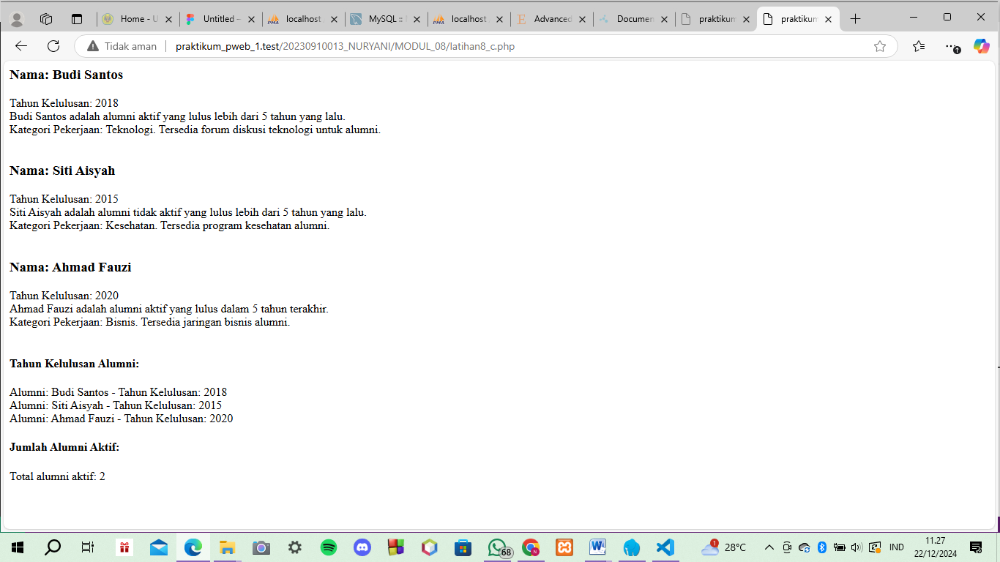 Home - U
Untitled -
localhost
MySQL ::
localhost
Advanced
Documen
praktikum
praktikum
Tidak aman
praktikum_pweb_1.test/20230910013_NURYANI/MODUL_08/latihan8_c.php
Nama: Budi Santos
Tahun Kelulusan: 2018
Budi Santos adalah alumni aktif yang lulus lebih dari 5 tahun yang lalu.
Kategori Pekerjaan: Teknologi. Tersedia forum diskusi teknologi untuk alumni.
Nama: Siti Aisyah
Tahun Kelulusan: 2015
Siti Aisyah adalah alumni tidak aktif yang lulus lebih dari 5 tahun yang lalu.
Kategori Pekerjaan: Kesehatan. Tersedia program kesehatan alumni.
Nama: Ahmad Fauzi
Tahun Kelulusan: 2020
Ahmad Fauzi adalah alumni aktif yang lulus dalam 5 tahun terakhir.
Kategori Pekerjaan: Bisnis. Tersedia jaringan bisnis alumni.
Tahun Kelulusan Alumni:
Alumni: Budi Santos - Tahun Kelulusan: 2018
Alumni: Siti Aisyah - Tahun Kelulusan: 2015
Alumni: Ahmad Fauzi - Tahun Kelulusan: 2020
Jumlah Alumni Aktif:
Total alumni aktif: 2
68
1
28°C
IND
11.27
22/12/2024